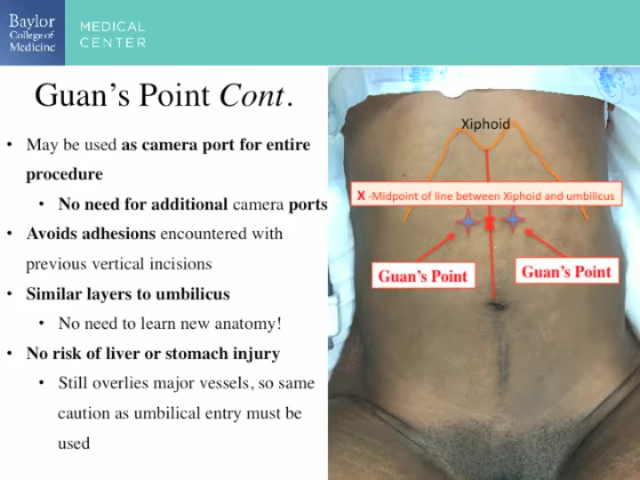 Baylor
College of
Medicine
MEDICAL
CENTER
Guan's Point Cont.
• May be used as camera port for entire
procedure
• No need for additional camera ports
• Avoids adhesions encountered with
previous vertical incisions
• Similar layers to umbilicus
• No need to learn new anatomy!
• No risk of liver or stomach injury
• Still overlies major vessels, so same
caution as umbilical entry must be
used
Xiphoid
X -Midpoint of line between Xiphoid and umbilicus
Guan's Point
Guan's Point